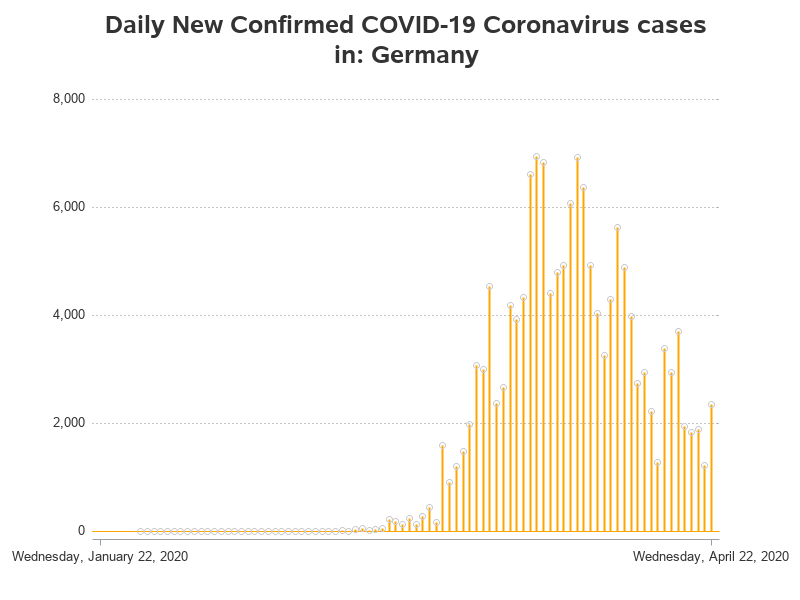 Daily New Confirmed COVID-19 Coronavirus cases
in: Germany
8,000
6,000
4,000
2,000
0
Wednesday, January 22, 2020
Wednesday, April 22, 2020